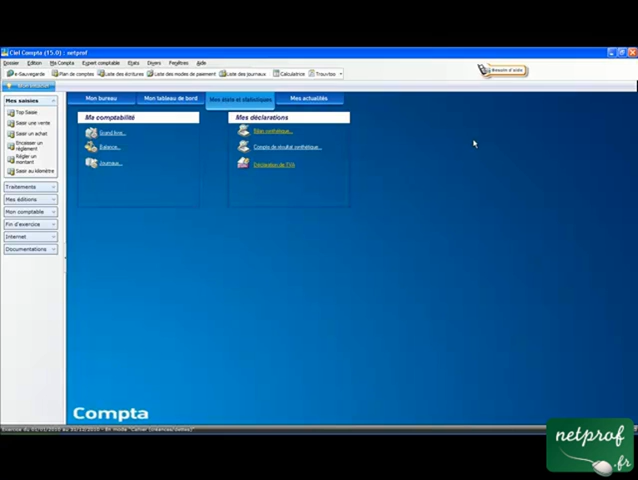 Ciel Compta (15.0) : netprof
Dossier Edition Ma Compta Expert comptable Etats Divers Fenêtres Aide
e-Sauvegarde Plan de comptes Liste des écritures Liste des modes de paiement Liste des journaux Calculatrice Besoin d'aide
Mes saisies
Mon bureau Mon tableau de bord Mes états et statistiques Mes actualités
Top Saisie
Saisir une vente
Saisir un achat
Encaisser un règlement
Régler un montant
Saisir au kilomètre
Traitements
Mes éditions
Mon comptable
Fin d'exercice
Internet
Documentations
Ma comptabilité
Grand livre...
Balance...
Journaux...
Mes déclarations
Bilan synthétique...
Compte de résultat synthétique...
Déclaration de TVA
Compta
netprof
.fr